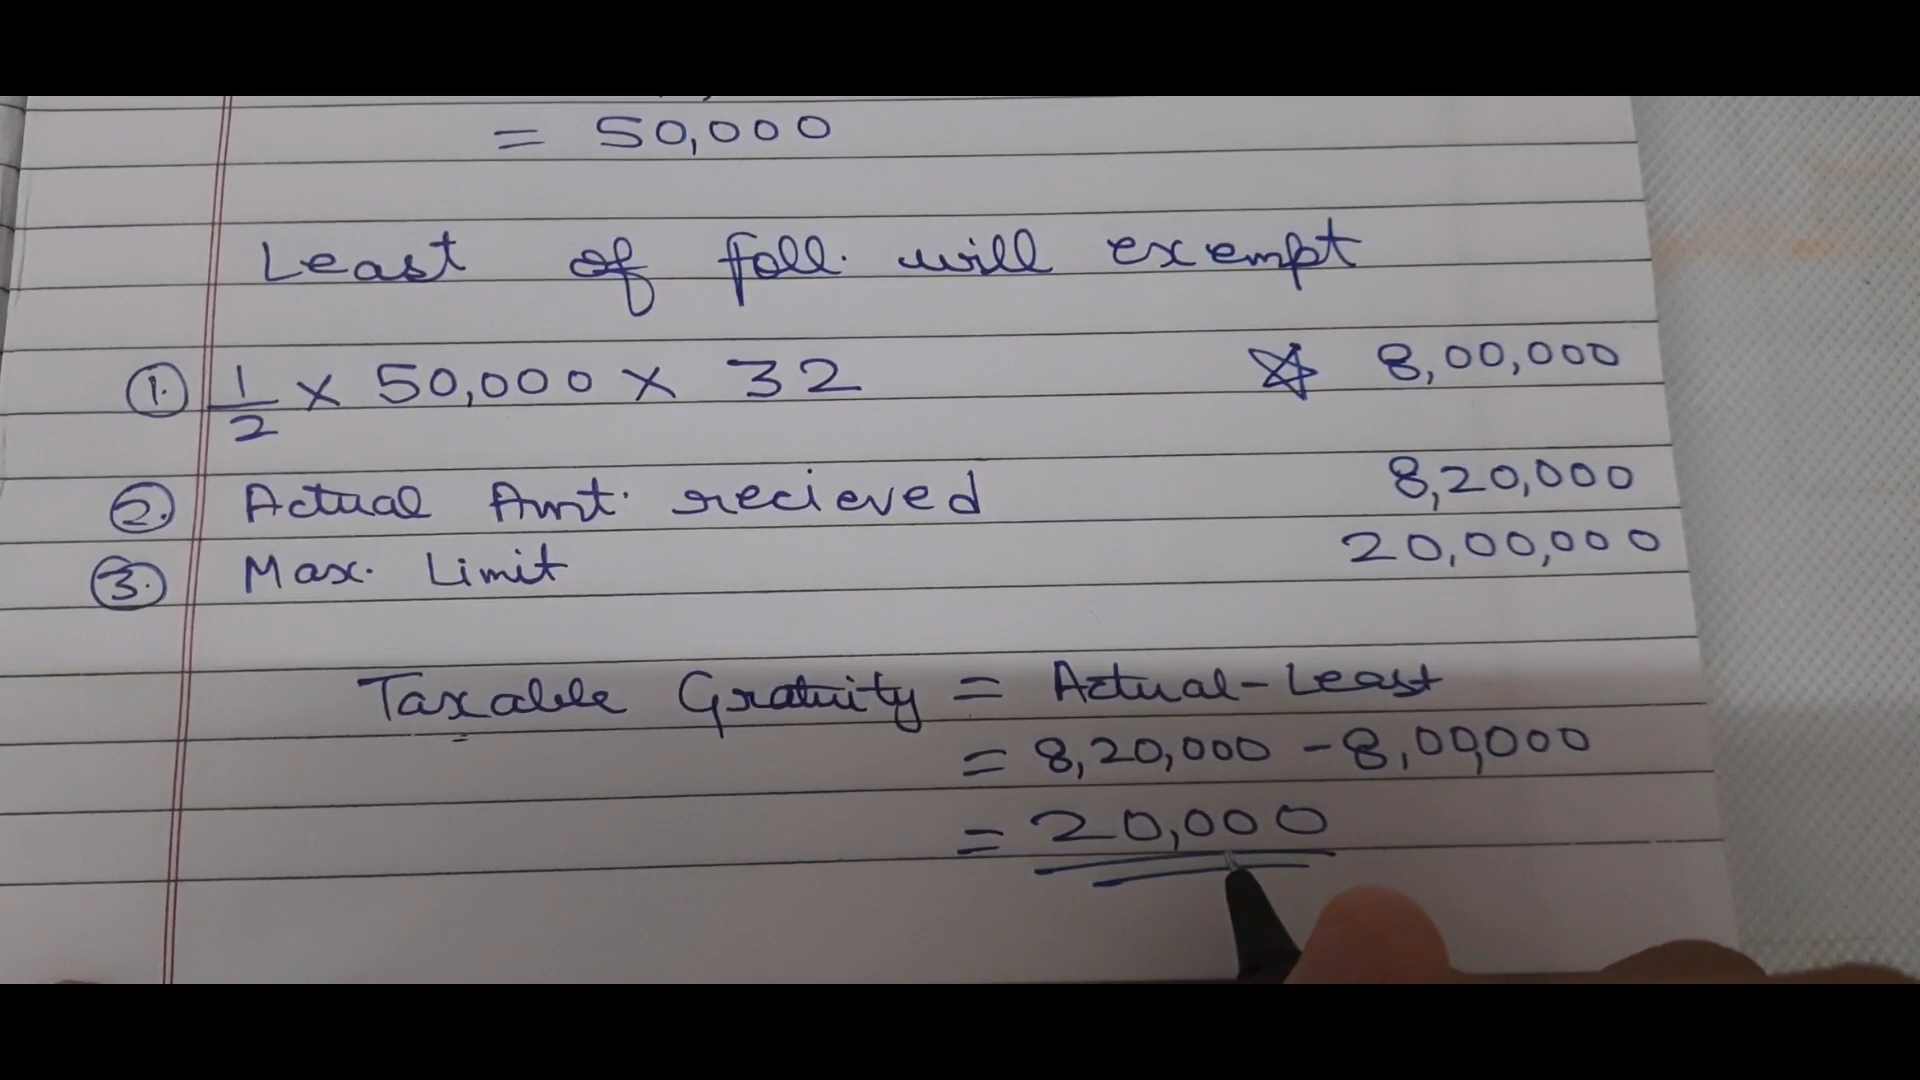 = 50,000
Least of foll. will exempt
1. 1/2 × 50,000 × 32 ☆ 8,00,000
2. Actual Amt. recieved 8,20,000
3. Max. Limit 20,00,000
Taxable Gratuity = Actual-Least
= 8,20,000 - 8,00,000
= 20,000